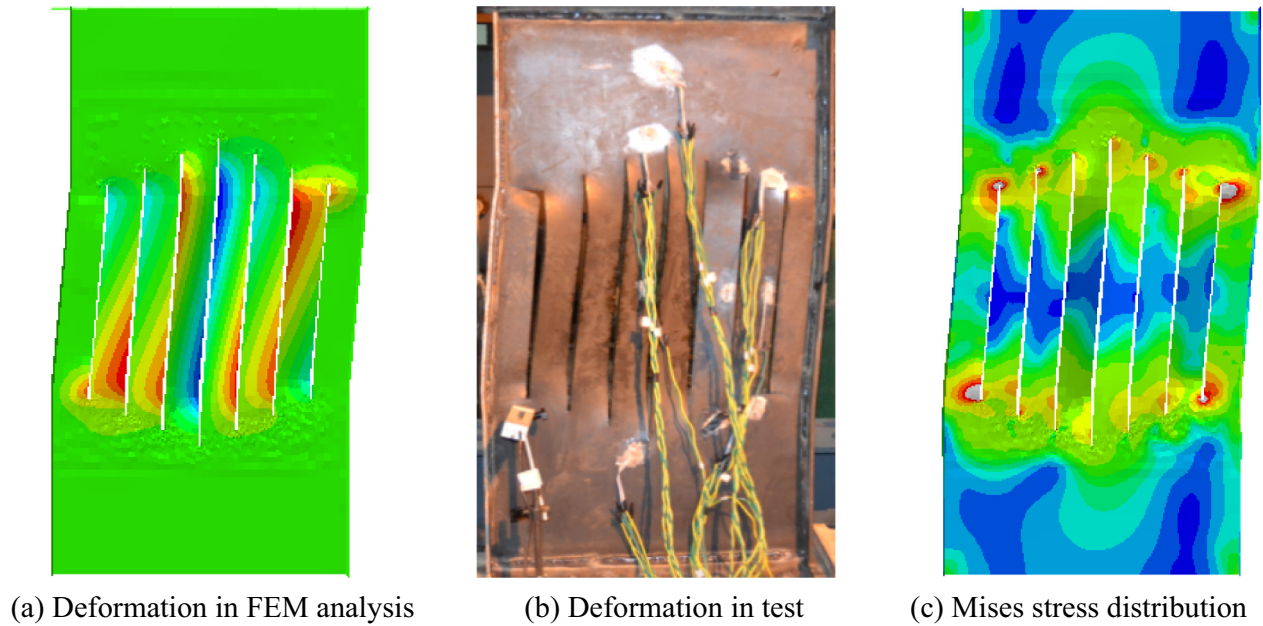 (a) Deformation in FEM analysis
(b) Deformation in test
(c) Mises stress distribution